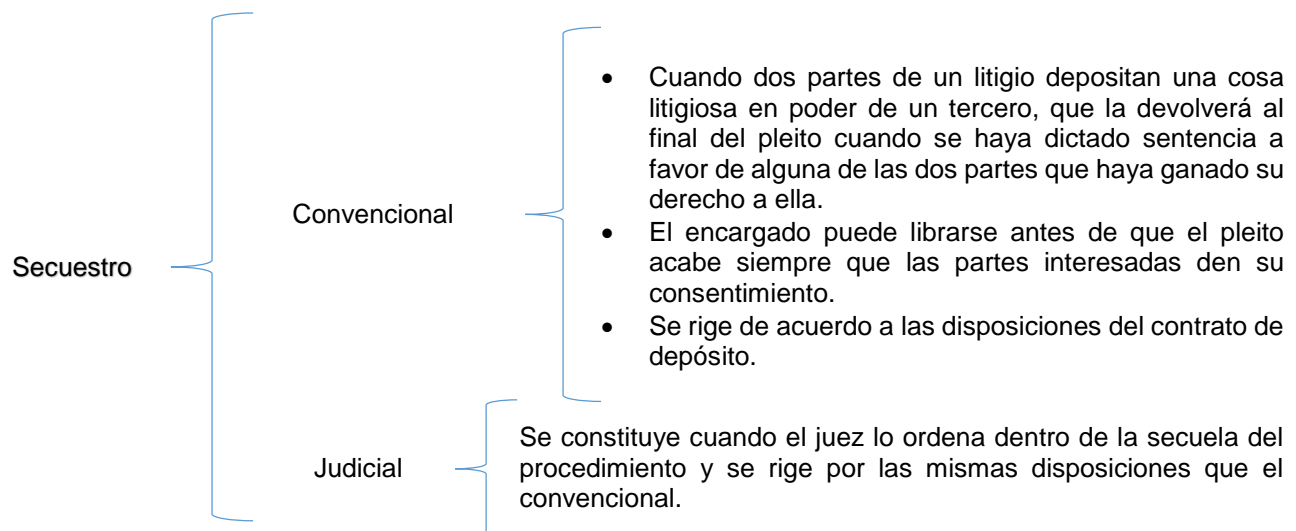 Secuestro
Convencional
• Cuando dos partes de un litigio depositan una cosa
litigiosa en poder de un tercero, que la devolverá al
final del pleito cuando se haya dictado sentencia a
favor de alguna de las dos partes que haya ganado su
derecho a ella.
• El encargado puede librarse antes de que el pleito
acabe siempre que las partes interesadas den su
consentimiento.
• Se rige de acuerdo a las disposiciones del contrato de
depósito.
Judicial
Se constituye cuando el juez lo ordena dentro de la secuela del
procedimiento y se rige por las mismas disposiciones que el
convencional.